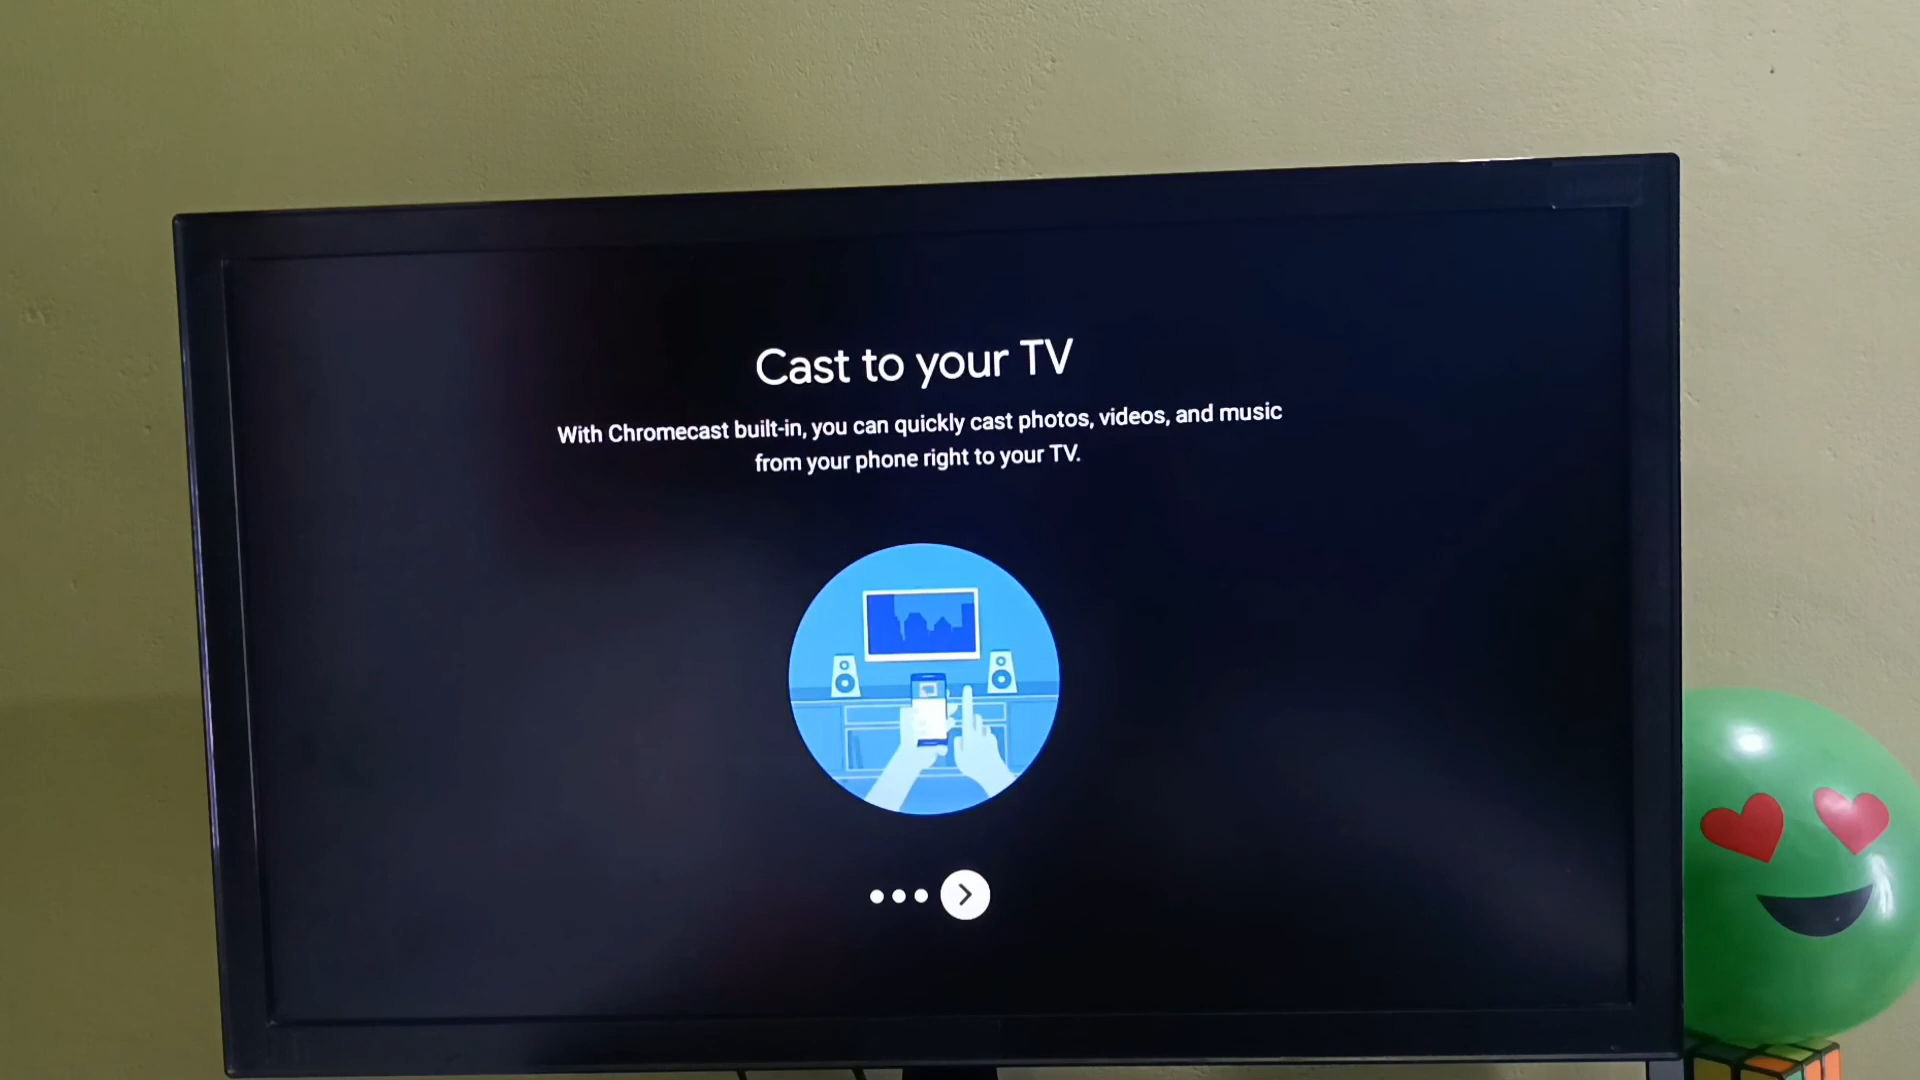 Cast to your TV
With Chromecast built-in, you can quickly cast photos, videos, and music
from your phone right to your TV.